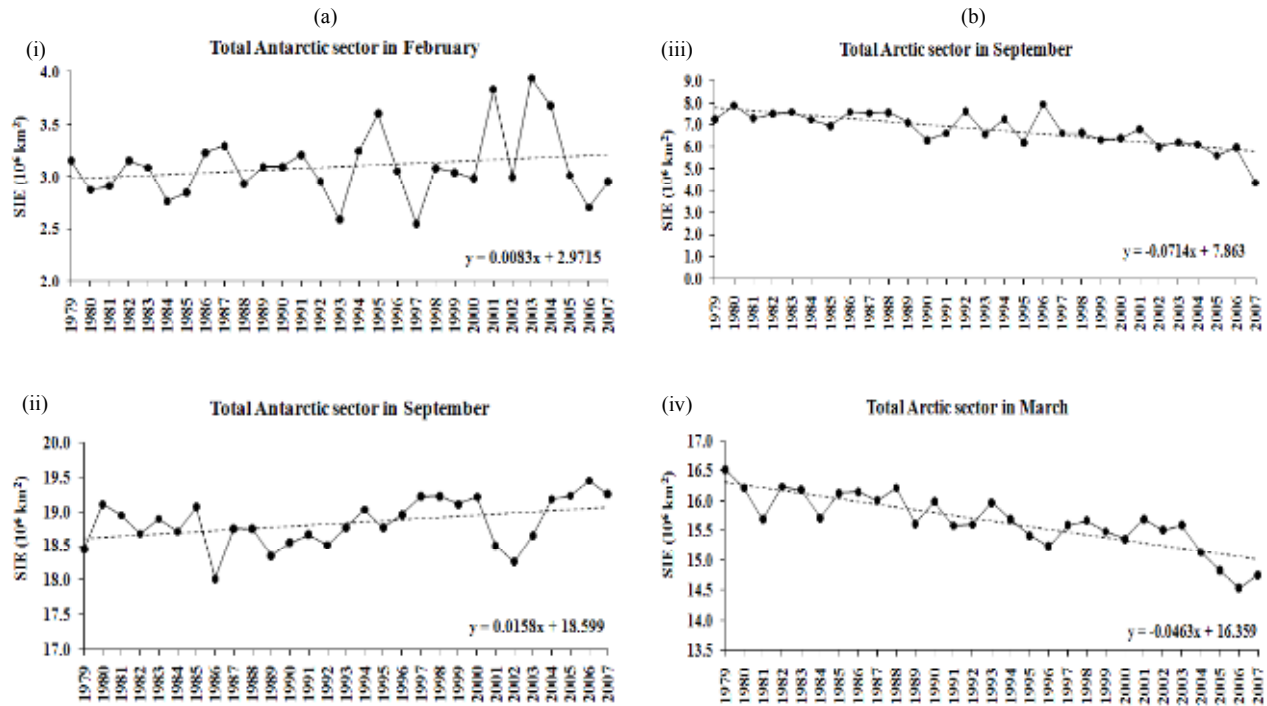 (a)
(i)
Total Antarctic sector in February
SIE (10⁶ km²)
4.0
3.5
3.0
2.5
2.0
y = 0.0083x + 2.9715
1979 1980 1981 1982 1983 1984 1985 1986 1987 1988 1989 1990 1991 1992 1993 1994 1995 1996 1997 1998 1999 2000 2001 2002 2003 2004 2005 2006 2007
(ii)
Total Antarctic sector in September
SIE (10⁶ km²)
20.0
19.5
19.0
18.5
18.0
17.5
17.0
y = 0.0158x + 18.599
1979 1980 1981 1982 1983 1984 1985 1986 1987 1988 1989 1990 1991 1992 1993 1994 1995 1996 1997 1998 1999 2000 2001 2002 2003 2004 2005 2006 2007
(b)
(iii)
Total Arctic sector in September
SIE (10⁶ km²)
9.0
8.0
7.0
6.0
5.0
4.0
3.0
2.0
1.0
0.0
y = -0.0714x + 7.863
1979 1980 1981 1982 1983 1984 1985 1986 1987 1988 1989 1990 1991 1992 1993 1994 1995 1996 1997 1998 1999 2000 2001 2002 2003 2004 2005 2006 2007
(iv)
Total Arctic sector in March
SIE (10⁶ km²)
17.0
16.5
16.0
15.5
15.0
14.5
14.0
13.5
y = -0.0463x + 16.359
1979 1980 1981 1982 1983 1984 1985 1986 1987 1988 1989 1990 1991 1992 1993 1994 1995 1996 1997 1998 1999 2000 2001 2002 2003 2004 2005 2006 2007